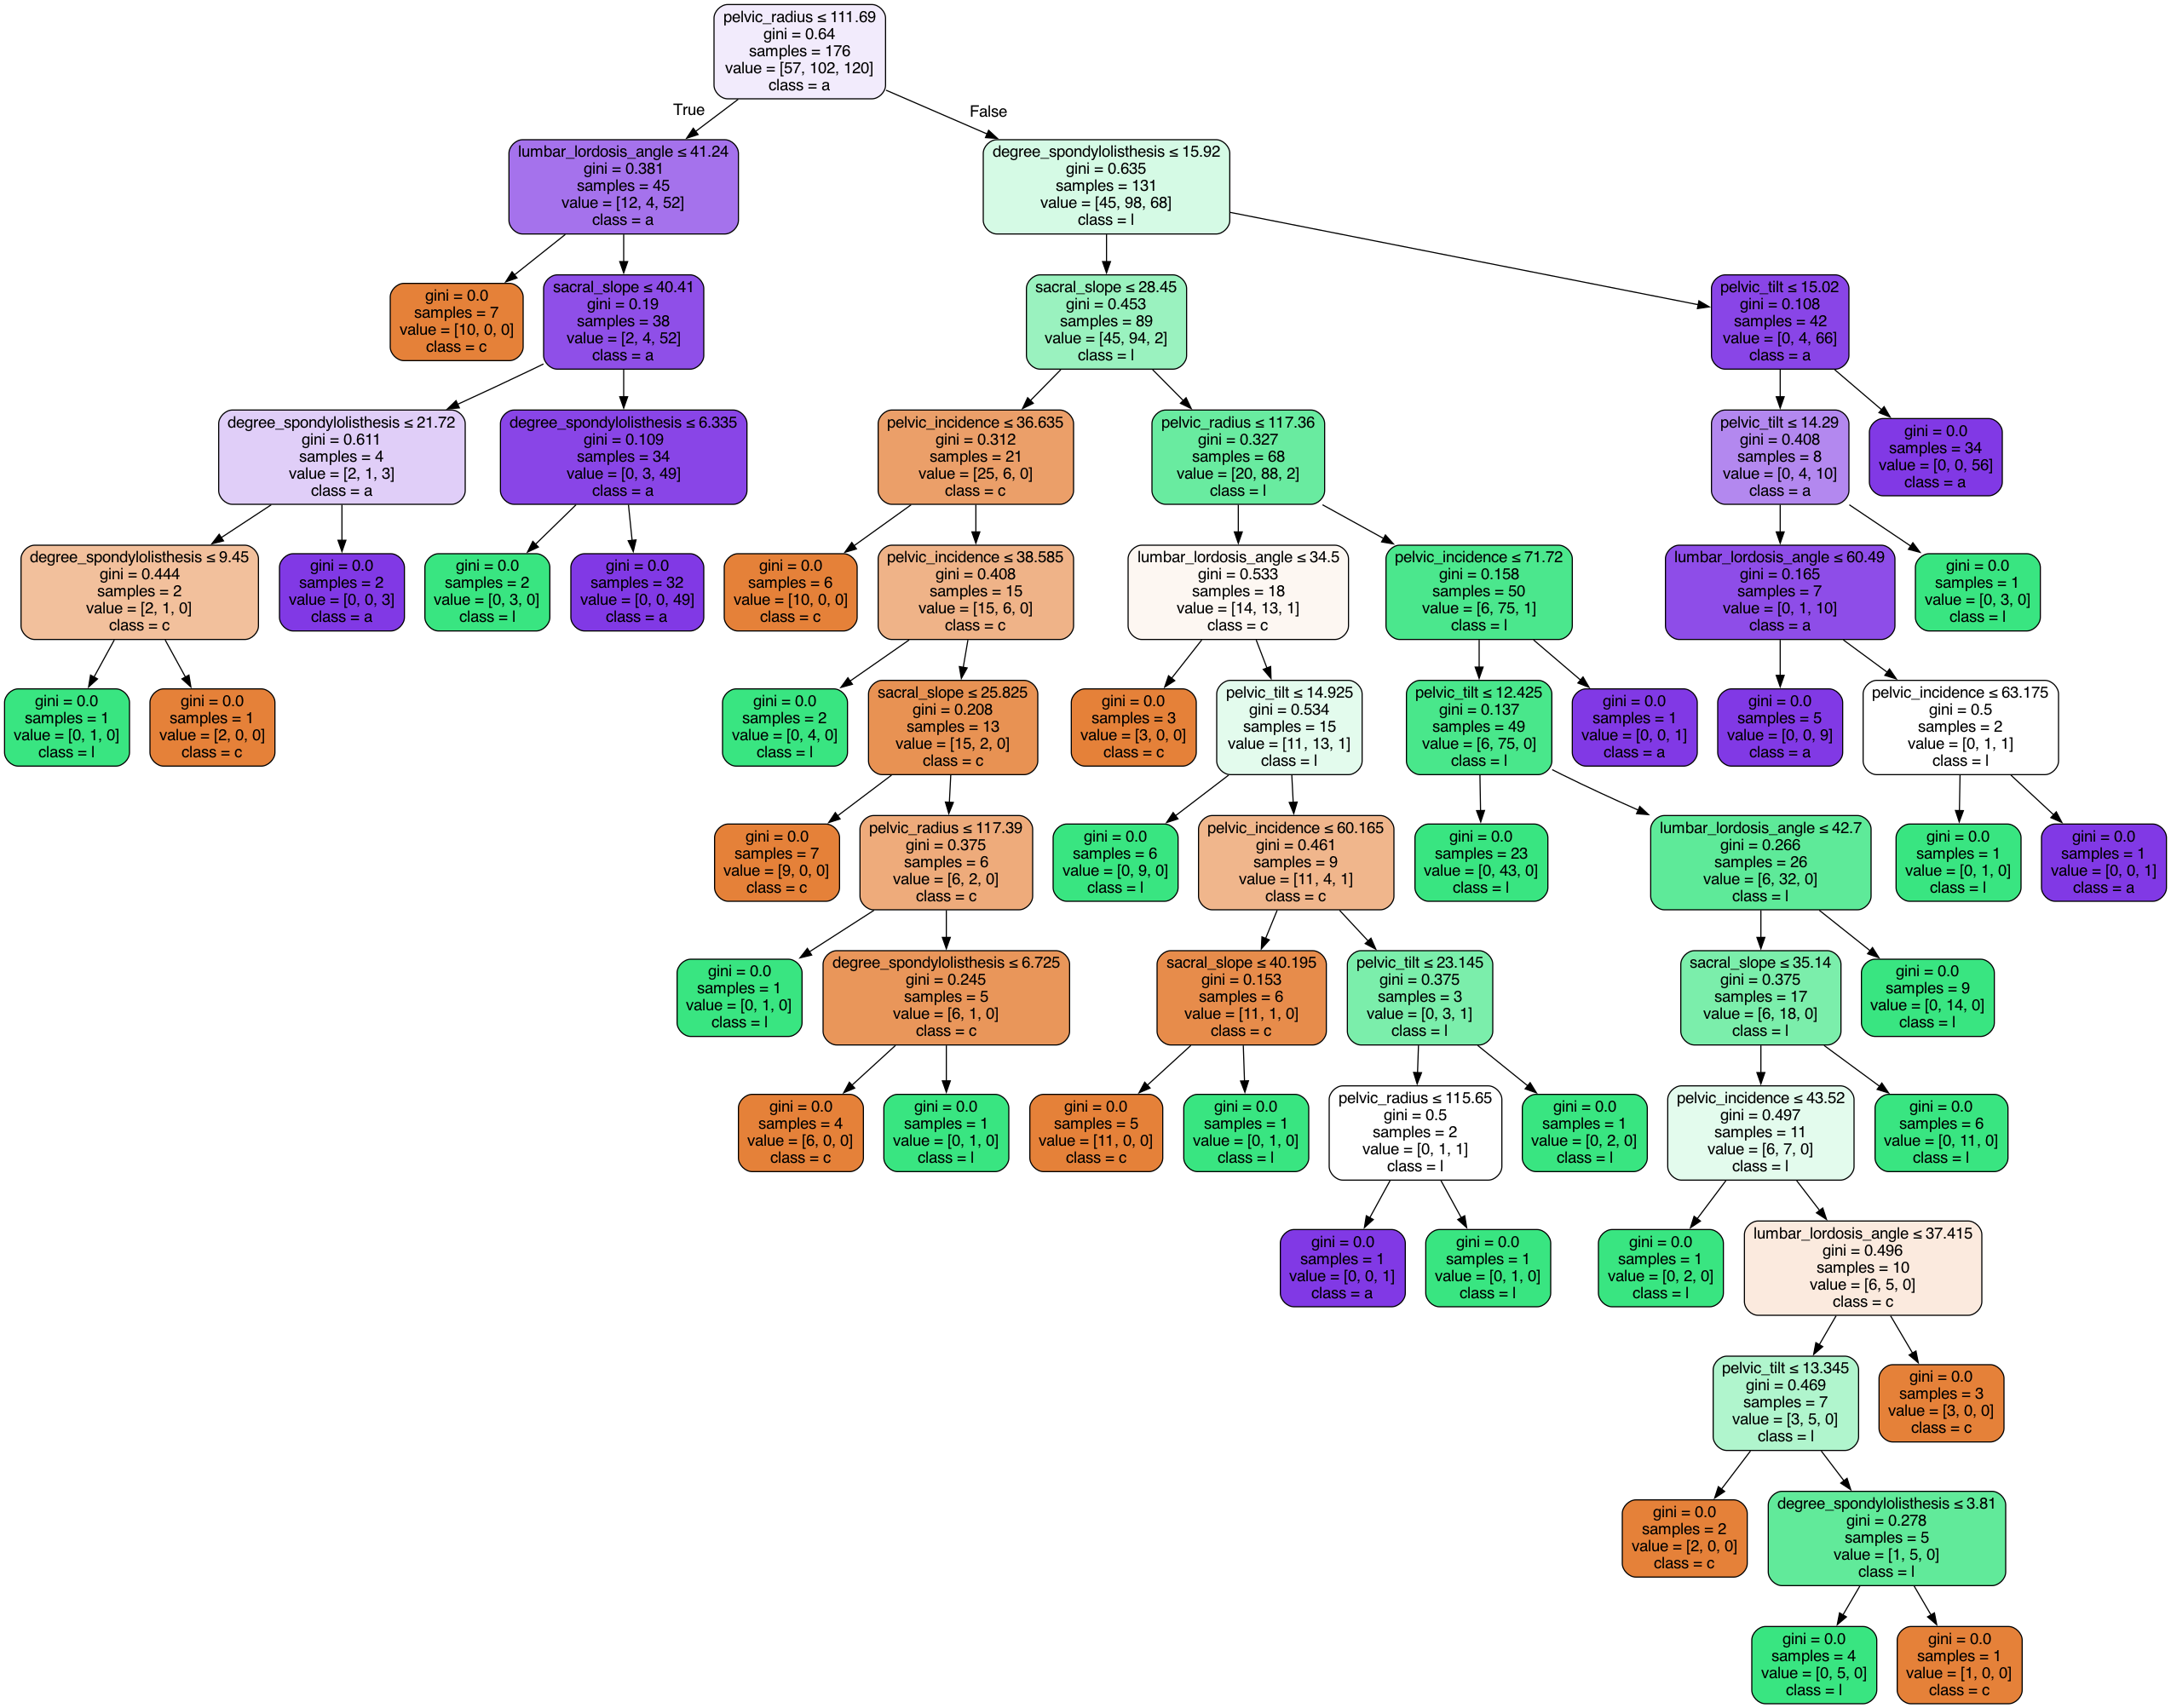 pelvic_radius ≤ 111.69
gini = 0.64
samples = 176
value = [57, 102, 120]
class = a
True
False
lumbar_lordosis_angle ≤ 41.24
gini = 0.381
samples = 45
value = [12, 4, 52]
class = a
degree_spondylolisthesis ≤ 15.92
gini = 0.635
samples = 131
value = [45, 98, 68]
class = l
gini = 0.0
samples = 7
value = [10, 0, 0]
class = c
sacral_slope ≤ 40.41
gini = 0.19
samples = 38
value = [2, 4, 52]
class = a
sacral_slope ≤ 28.45
gini = 0.453
samples = 89
value = [45, 94, 2]
class = l
pelvic_tilt ≤ 15.02
gini = 0.108
samples = 42
value = [0, 4, 66]
class = a
degree_spondylolisthesis ≤ 21.72
gini = 0.611
samples = 4
value = [2, 1, 3]
class = a
degree_spondylolisthesis ≤ 6.335
gini = 0.109
samples = 34
value = [0, 3, 49]
class = a
pelvic_incidence ≤ 36.635
gini = 0.312
samples = 21
value = [25, 6, 0]
class = c
pelvic_radius ≤ 117.36
gini = 0.327
samples = 68
value = [20, 88, 2]
class = l
pelvic_tilt ≤ 14.29
gini = 0.408
samples = 8
value = [0, 4, 10]
class = a
gini = 0.0
samples = 34
value = [0, 0, 56]
class = a
degree_spondylolisthesis ≤ 9.45
gini = 0.444
samples = 2
value = [2, 1, 0]
class = c
gini = 0.0
samples = 2
value = [0, 0, 3]
class = a
gini = 0.0
samples = 2
value = [0, 3, 0]
class = l
gini = 0.0
samples = 32
value = [0, 0, 49]
class = a
gini = 0.0
samples = 6
value = [10, 0, 0]
class = c
pelvic_incidence ≤ 38.585
gini = 0.408
samples = 15
value = [15, 6, 0]
class = c
lumbar_lordosis_angle ≤ 34.5
gini = 0.533
samples = 18
value = [14, 13, 1]
class = c
pelvic_incidence ≤ 71.72
gini = 0.158
samples = 50
value = [6, 75, 1]
class = l
lumbar_lordosis_angle ≤ 60.49
gini = 0.165
samples = 7
value = [0, 1, 10]
class = a
gini = 0.0
samples = 1
value = [0, 3, 0]
class = l
gini = 0.0
samples = 1
value = [0, 1, 0]
class = l
gini = 0.0
samples = 1
value = [2, 0, 0]
class = c
gini = 0.0
samples = 2
value = [0, 4, 0]
class = l
sacral_slope ≤ 25.825
gini = 0.208
samples = 13
value = [15, 2, 0]
class = c
gini = 0.0
samples = 3
value = [3, 0, 0]
class = c
pelvic_tilt ≤ 14.925
gini = 0.534
samples = 15
value = [11, 13, 1]
class = l
pelvic_tilt ≤ 12.425
gini = 0.137
samples = 49
value = [6, 75, 0]
class = l
gini = 0.0
samples = 1
value = [0, 0, 1]
class = a
gini = 0.0
samples = 5
value = [0, 0, 9]
class = a
pelvic_incidence ≤ 63.175
gini = 0.5
samples = 2
value = [0, 1, 1]
class = l
gini = 0.0
samples = 7
value = [9, 0, 0]
class = c
pelvic_radius ≤ 117.39
gini = 0.375
samples = 6
value = [6, 2, 0]
class = c
gini = 0.0
samples = 6
value = [0, 9, 0]
class = l
pelvic_incidence ≤ 60.165
gini = 0.461
samples = 9
value = [11, 4, 1]
class = c
gini = 0.0
samples = 23
value = [0, 43, 0]
class = l
lumbar_lordosis_angle ≤ 42.7
gini = 0.266
samples = 26
value = [6, 32, 0]
class = l
gini = 0.0
samples = 1
value = [0, 1, 0]
class = l
gini = 0.0
samples = 1
value = [0, 0, 1]
class = a
gini = 0.0
samples = 1
value = [0, 1, 0]
class = l
degree_spondylolisthesis ≤ 6.725
gini = 0.245
samples = 5
value = [6, 1, 0]
class = c
sacral_slope ≤ 40.195
gini = 0.153
samples = 6
value = [11, 1, 0]
class = c
pelvic_tilt ≤ 23.145
gini = 0.375
samples = 3
value = [0, 3, 1]
class = l
sacral_slope ≤ 35.14
gini = 0.375
samples = 17
value = [6, 18, 0]
class = l
gini = 0.0
samples = 9
value = [0, 14, 0]
class = l
gini = 0.0
samples = 4
value = [6, 0, 0]
class = c
gini = 0.0
samples = 1
value = [0, 1, 0]
class = l
gini = 0.0
samples = 5
value = [11, 0, 0]
class = c
gini = 0.0
samples = 1
value = [0, 1, 0]
class = l
pelvic_radius ≤ 115.65
gini = 0.5
samples = 2
value = [0, 1, 1]
class = l
gini = 0.0
samples = 1
value = [0, 2, 0]
class = l
pelvic_incidence ≤ 43.52
gini = 0.497
samples = 11
value = [6, 7, 0]
class = l
gini = 0.0
samples = 6
value = [0, 11, 0]
class = l
gini = 0.0
samples = 1
value = [0, 0, 1]
class = a
gini = 0.0
samples = 1
value = [0, 1, 0]
class = l
gini = 0.0
samples = 1
value = [0, 2, 0]
class = l
lumbar_lordosis_angle ≤ 37.415
gini = 0.496
samples = 10
value = [6, 5, 0]
class = c
pelvic_tilt ≤ 13.345
gini = 0.469
samples = 7
value = [3, 5, 0]
class = l
gini = 0.0
samples = 3
value = [3, 0, 0]
class = c
gini = 0.0
samples = 2
value = [2, 0, 0]
class = c
degree_spondylolisthesis ≤ 3.81
gini = 0.278
samples = 5
value = [1, 5, 0]
class = l
gini = 0.0
samples = 4
value = [0, 5, 0]
class = l
gini = 0.0
samples = 1
value = [1, 0, 0]
class = c